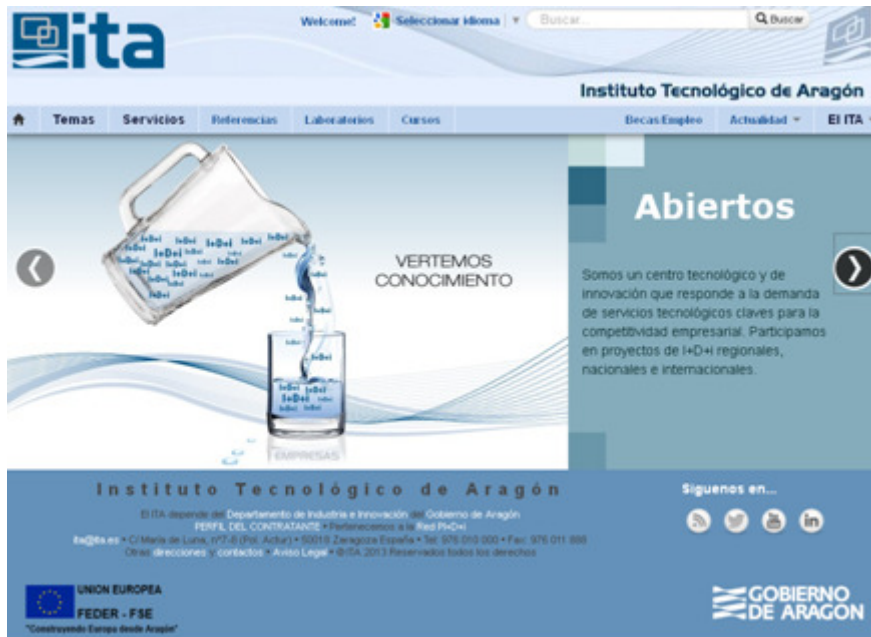 ita
Welcome! Seleccionar idioma ▼ Buscar... Buscar
Instituto Tecnológico de Aragón
Temas Servicios Referencias Laboratorios Cursos Becas Empleo Actualidad El ITA
Abiertos
VERTEMOS
CONOCIMIENTO
Somos un centro tecnológico y de
innovación que responde a la demanda
de servicios tecnológicos claves para la
competitividad empresarial. Participamos
en proyectos de I+D+i regionales,
nacionales e internacionales.
I+D+i I+D+i I+D+i I+D+i
EMPRESAS
Instituto Tecnológico de Aragón
El ITA depende del Departamento de Industria e Innovación del Gobierno de Aragón
PERFIL DEL CONTRATANTE • Pertenecemos a la Red PI+D+i
ita@ita.es • C/ María de Luna, nº7-8 (Pol. Actur) • 50018 Zaragoza España • Tel: 976 010 000 • Fax: 976 011 888
Otras direcciones y contactos • Aviso Legal • ©ITA 2013 Reservados todos los derechos
Siguenos en...
UNION EUROPEA
FEDER - FSE
"Construyendo Europa desde Aragón"
GOBIERNO
DE ARAGON